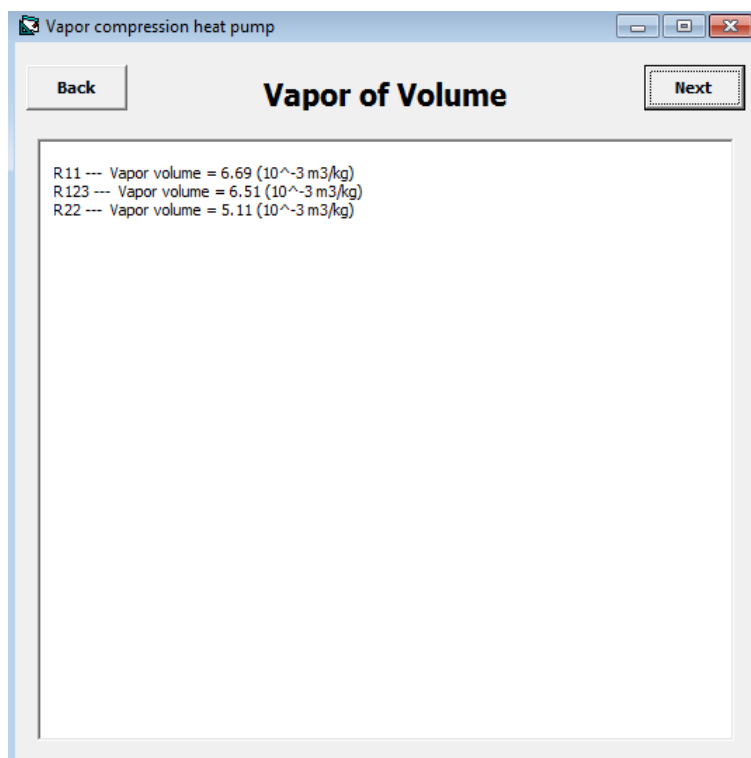 Vapor compression heat pump
Back
Vapor of Volume
Next
R11 --- Vapor volume = 6.69 (10^-3 m3/kg)
R123 --- Vapor volume = 6.51 (10^-3 m3/kg)
R22 --- Vapor volume = 5.11 (10^-3 m3/kg)